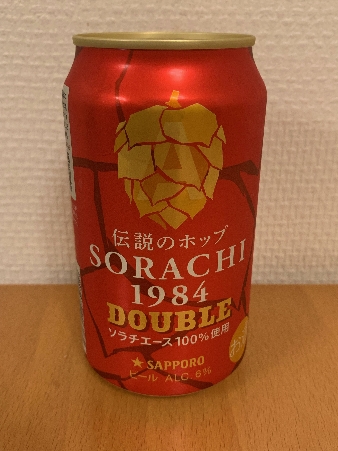 伝説のホップ
SORACHI
1984
DOUBLE
ソラチエース100%使用
★SAPPORO
ビール ALC.6%